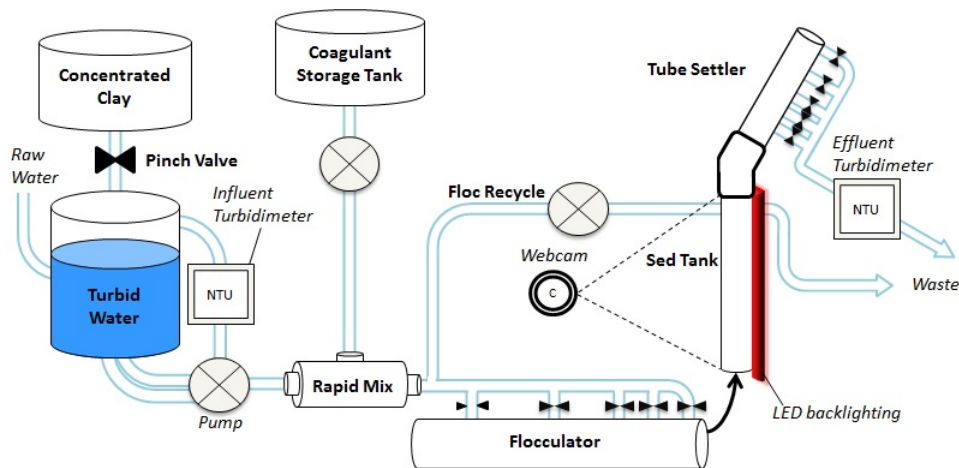 Concentrated
Clay
Coagulant
Storage Tank
Tube Settler
Raw
Water
Pinch Valve
Influent
Turbidimeter
Effluent
Turbidimeter
Floc Recycle
NTU
Webcam
Sed Tank
C
NTU
Turbid
Water
Waste
Rapid Mix
Pump
LED backlighting
Flocculator